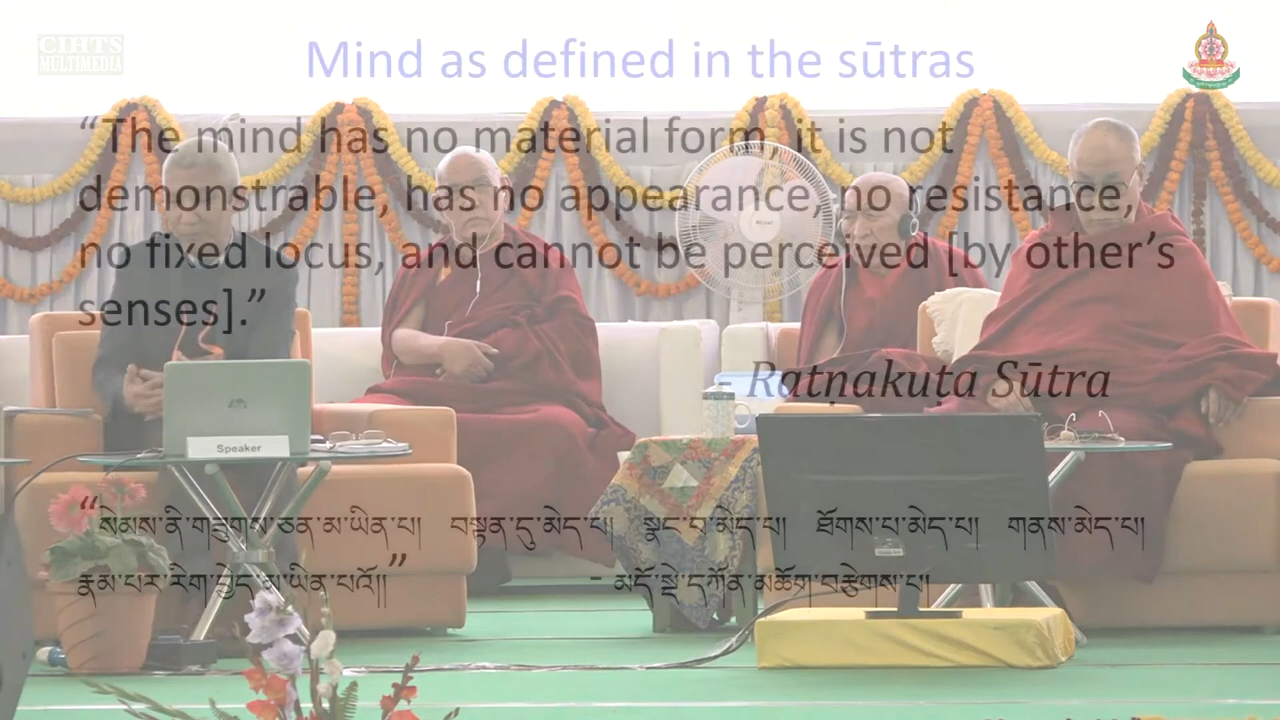 CIHTS
MULTIMEDIA
Mind as defined in the sūtras
“The mind has no material form, it is not
demonstrable, has no appearance, no resistance,
no fixed locus, and cannot be perceived [by other’s
senses].”
- Ratnakuṭa Sūtra
Speaker
“སེམས་ནི་གཟུགས་ཅན་མ་ཡིན་པ། བསྟན་དུ་མེད་པ། སྣང་བ་མེད་པ། ཐོགས་པ་མེད་པ། གནས་མེད་པ།
རྣམ་པར་རིག་བྱེད་མ་ཡིན་པའོ།།” མདོ་སྡེ་དཀོན་མཆོག་བརྩེགས་པ།